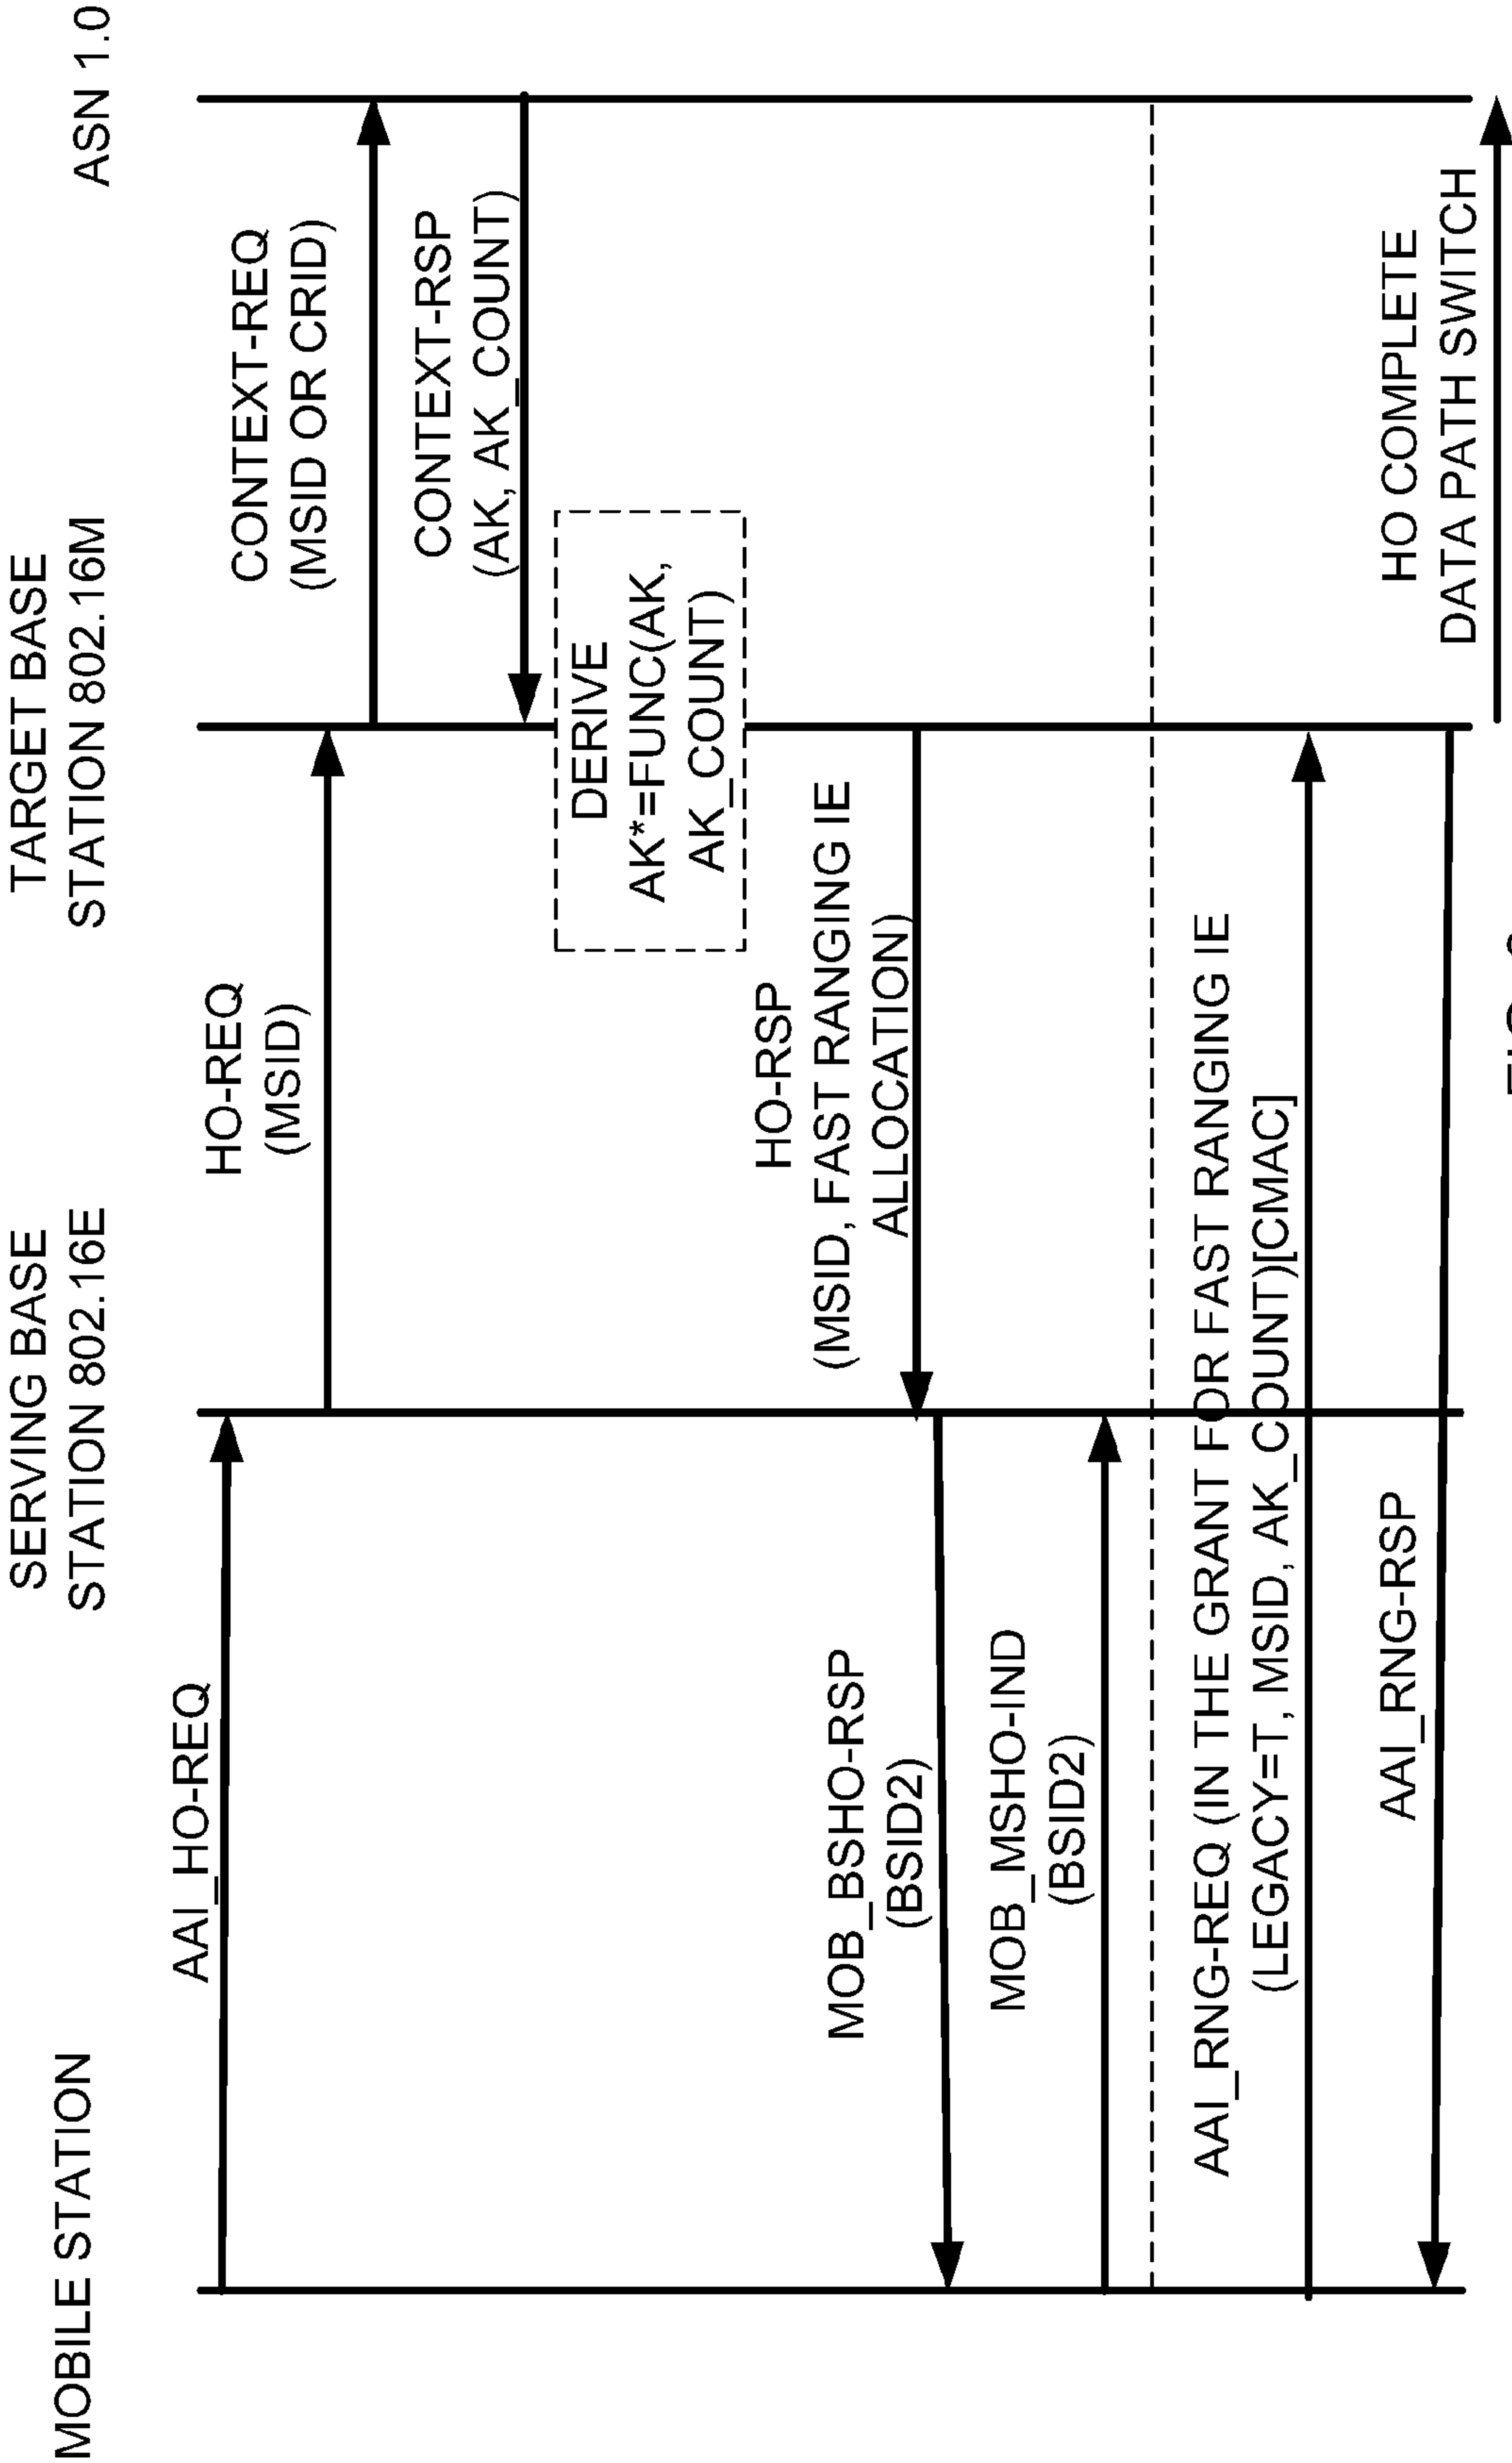 MOBILE STATION
SERVING BASE
STATION 802.16E
TARGET BASE
STATION 802.16M
ASN 1.0
AAI_HO-REQ
HO-REQ
(MSID)
CONTEXT-REQ
(MSID OR CRID)
CONTEXT-RSP
(AK, AK_COUNT)
DERIVE
AK*=FUNC(AK,
AK_COUNT)
HO-RSP
(MSID, FAST RANGING IE
ALLOCATION)
MOB_BSHO-RSP
(BSID2)
MOB_MSHO-IND
(BSID2)
AAI_RNG-REQ (IN THE GRANT FOR FAST RANGING IE
(LEGACY=T, MSID, AK_COUNT)[CMAC]
AAI_RNG-RSP
HO COMPLETE
DATA PATH SWITCH